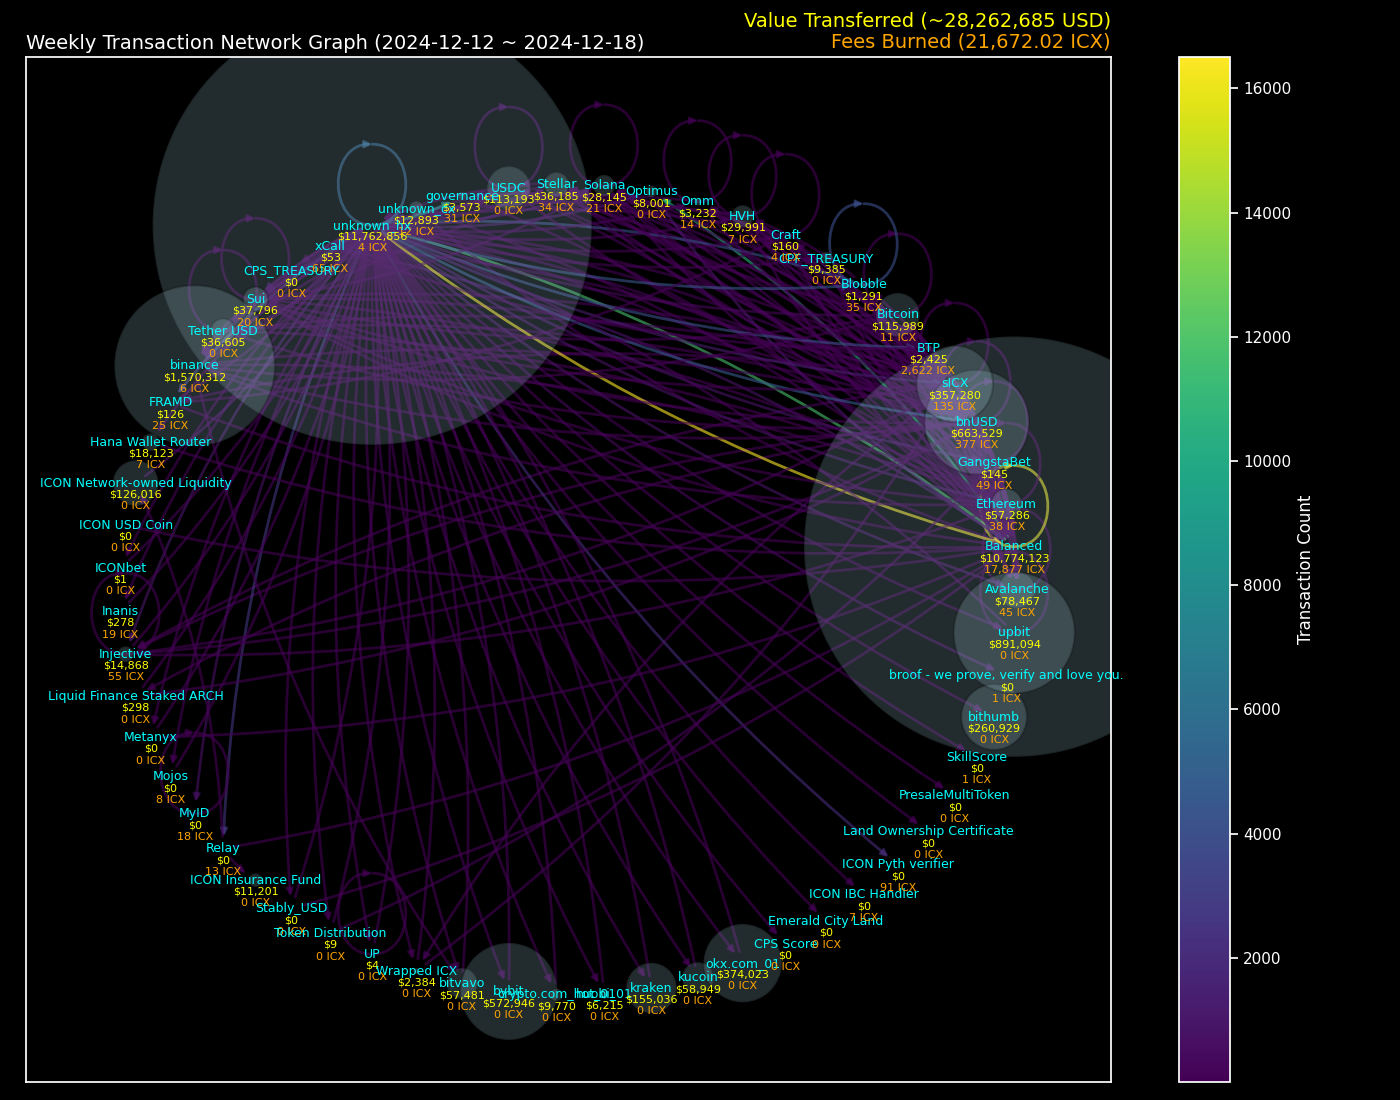 Value Transferred (~28,262,685 USD)
Weekly Transaction Network Graph (2024-12-12 ~ 2024-12-18)
Fees Burned (21,672.02 ICX)
USDC
$113,193
0 ICX
Stellar
$36,185
34 ICX
Solana
$28,145
21 ICX
Optimus
$8,001
0 ICX
Omm
$3,232
14 ICX
HVH
$29,991
7 ICX
Craft
$160
CPS_TREASURY
$9,385
0 ICX
Blobble
$1,291
35 ICX
Bitcoin
$115,989
11 ICX
BTP
$2,425
2,622 ICX
sICX
$357,280
135 ICX
bnUSD
$663,529
377 ICX
GangstaBet
$145
49 ICX
Ethereum
$57,286
38 ICX
Balanced
$10,774,123
17,877 ICX
Avalanche
$78,467
45 ICX
upbit
$891,094
0 ICX
broof - we prove, verify and love you.
$0
1 ICX
bithumb
$260,929
0 ICX
SkillScore
$0
1 ICX
PresaleMultiToken
$0
0 ICX
Land Ownership Certificate
$0
0 ICX
ICON Pyth verifier
$0
91 ICX
ICON IBC Handler
$0
7 ICX
Emerald City Land
$0
0 ICX
CPS Score
$0
0 ICX
okx.com_01
$374,023
0 ICX
kucoin
$58,949
0 ICX
kraken
$155,036
0 ICX
$6,215
0 ICX
$9,770
0 ICX
bybit
$572,946
0 ICX
bitvavo
$57,481
0 ICX
Wrapped ICX
$2,384
0 ICX
UP
$4
0 ICX
Token Distribution
$9
0 ICX
Stably_USD
$0
0 ICX
ICON Insurance Fund
$11,201
0 ICX
Relay
$0
13 ICX
MyID
$0
18 ICX
Mojos
$0
8 ICX
Metanyx
$0
0 ICX
Liquid Finance Staked ARCH
$298
0 ICX
Injective
$14,868
55 ICX
Inanis
$278
19 ICX
ICONbet
$1
0 ICX
ICON USD Coin
$0
0 ICX
ICON Network-owned Liquidity
$126,016
0 ICX
Hana Wallet Router
$18,123
7 ICX
FRAMD
$126
25 ICX
binance
$1,570,312
6 ICX
Tether USD
$36,605
0 ICX
Sui
$37,796
20 ICX
CPS_TREASURY
$0
0 ICX
xCall
$53
unknown
$11,762,856
4 ICX
unknown
$12,893
governance
$3,573
31 ICX
16000
14000
12000
10000
8000
6000
4000
2000
Transaction Count